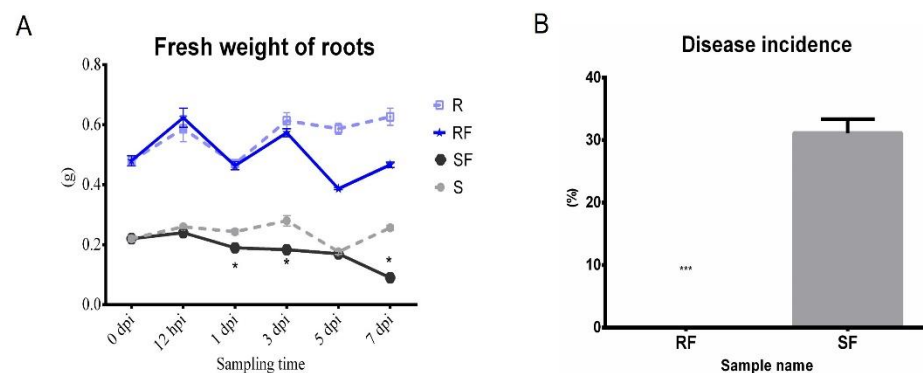 A
Fresh weight of roots
0.8
0.6
0.4
0.2
0.0
(g)
0 dpi
12 hpi
1 dpi
3 dpi
5 dpi
7 dpi
Sampling time
*
*
*
R
RF
SF
S
B
Disease incidence
40
30
20
10
0
(%)
***
RF
SF
Sample name